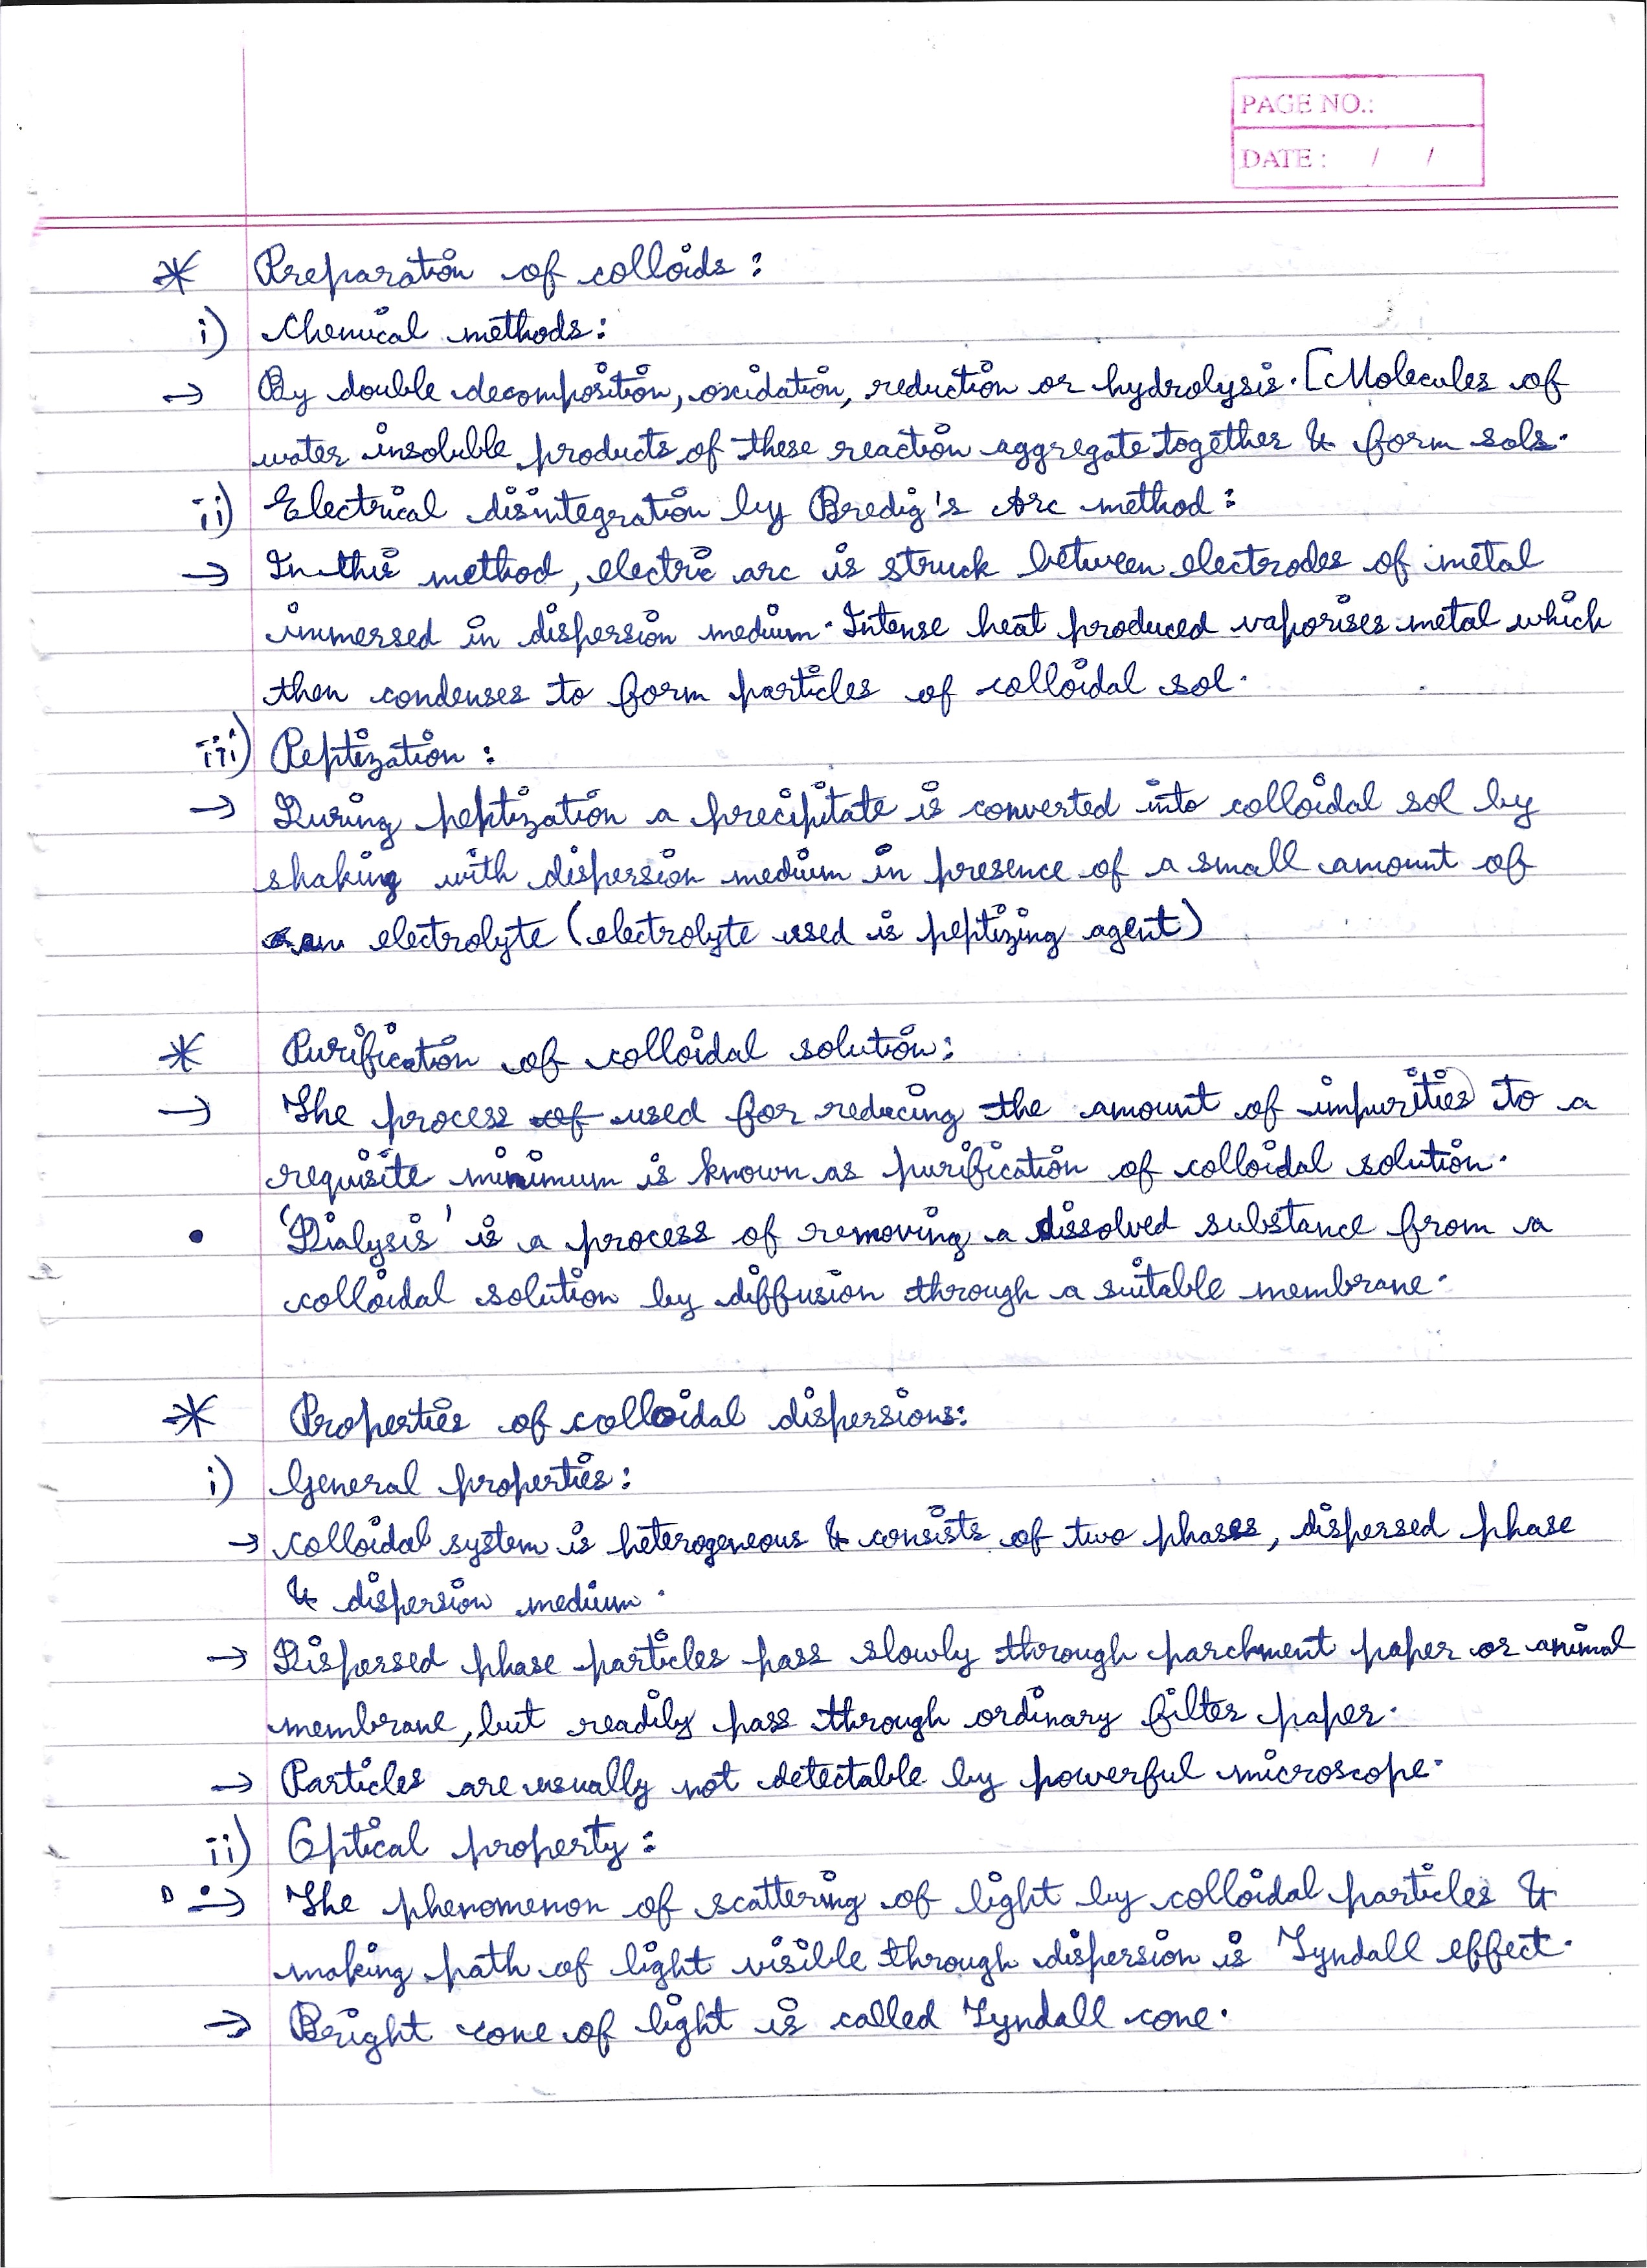 PAGE NO.:
DATE : / /
* Preparation of colloids :
i) Chemical methods :
→ By double decomposition, oxidation, reduction or hydrolysis. [Molecules of
water insoluble products of these reaction aggregate together & form sols.
ii) Electrical disintegration by Bredig's Arc method :
→ In this method, electric arc is struck between electrodes of metal
immersed in dispersion medium. Intense heat produced vaporises metal which
then condenses to form particles of colloidal sol.
iii) Peptization :
→ During peptization a precipitate is converted into colloidal sol by
shaking with dispersion medium in presence of a small amount of
an electrolyte (electrolyte used is peptizing agent)
* Purification of colloidal solution :
→ The process of used for reducing the amount of impurities to a
requisite minimum is known as purification of colloidal solution.
• 'Dialysis' is a process of removing a dissolved substance from a
colloidal solution by diffusion through a suitable membrane.
* Properties of colloidal dispersions :
i) General properties :
→ Colloidal system is heterogeneous & consists of two phases, dispersed phase
& dispersion medium.
→ Dispersed phase particles pass slowly through parchment paper or animal
membrane, but readily pass through ordinary filter paper.
→ Particles are usually not detectable by powerful microscope.
ii) Optical property :
→ The phenomenon of scattering of light by colloidal particles &
making path of light visible through dispersion is Tyndall effect.
→ Bright cone of light is called Tyndall cone.